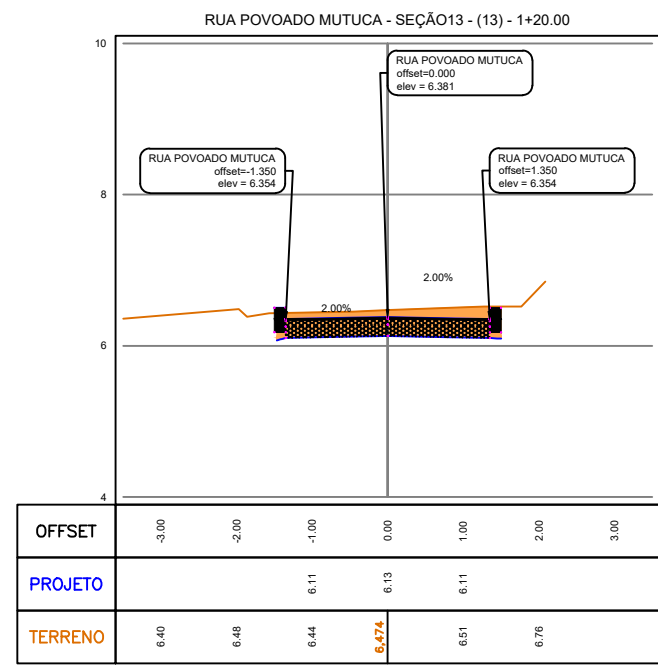 RUA POVOADO MUTUCA - SEÇÃO13 - (13) - 1+20.00
10
RUA POVOADO MUTUCA
offset=0.000
elev = 6.381
RUA POVOADO MUTUCA
offset=-1.350
elev = 6.354
RUA POVOADO MUTUCA
offset=1.350
elev = 6.354
8
2.00%
2.00%
6
4
OFFSET -3.00 -2.00 -1.00 0.00 1.00 2.00 3.00
PROJETO 6.11 6.13 6.11
TERRENO 6.40 6.48 6.44 6,474 6.51 6.76